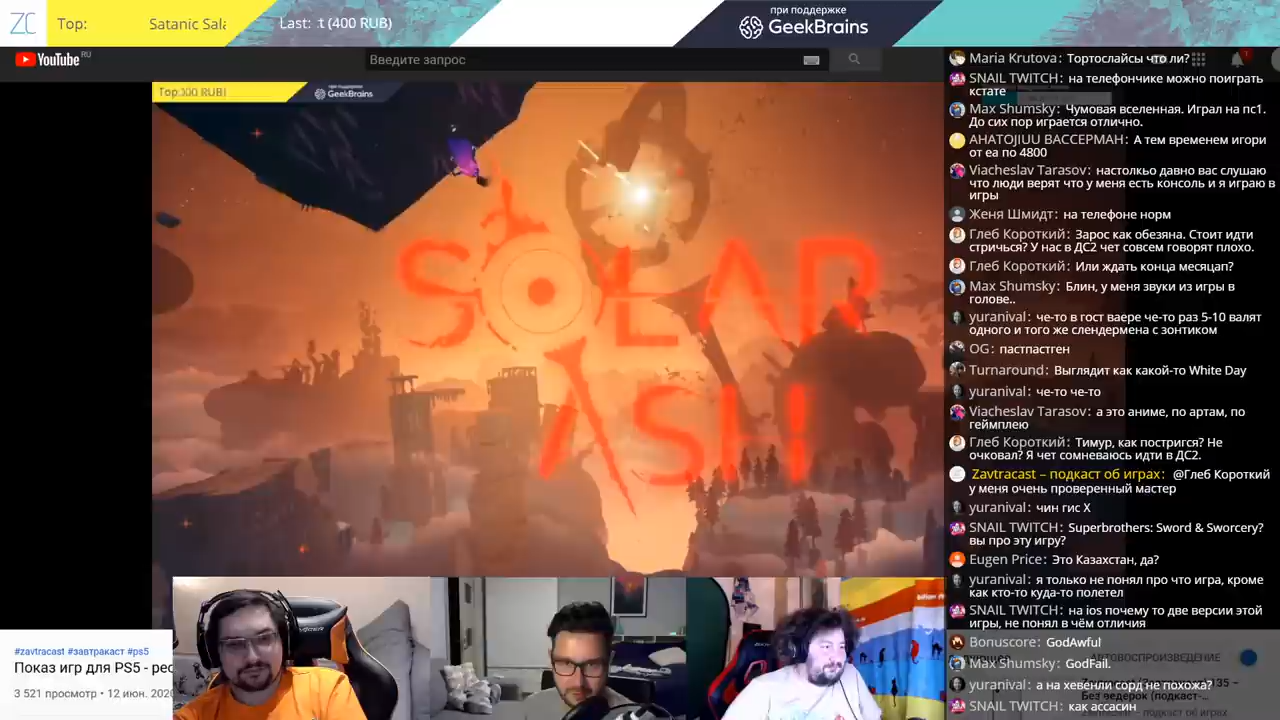 ZC
Top:
Satanic Sala
Last: .t (400 RUB)
при поддержке
GeekBrains
YouTube RU
Введите запрос
Top:
300 RUB)
при поддержке
GeekBrains
SOLAR
ASH
Maria Krutova: Тортослайсы что ли?
SNAIL TWITCH: на телефончике можно поиграть
кстате
Max Shumsky: Чумовая вселенная. Играл на пс1.
До сих пор играется отлично.
AHATOJIUU ВАССЕРМАН: А тем временем игори
от еа по 4800
Viacheslav Tarasov: настолкьо давно вас слушаю
что люди верят что у меня есть консоль и я играю в
игры
Женя Шмидт: на телефоне норм
Глеб Короткий: Зарос как обезяна. Стоит идти
стричься? У нас в ДС2 чет совсем говорят плохо.
Глеб Короткий: Или ждать конца месяцап?
Max Shumsky: Блин, у меня звуки из игры в
голове..
yuranival: че-то в гост ваере че-то раз 5-10 валят
одного и того же слендермена с зонтиком
OG: пастпастген
Turnaround: Выглядит как какой-то White Day
yuranival: че-то че-то
Viacheslav Tarasov: а это аниме, по артам, по
геймплею
Глеб Короткий: Тимур, как постригся? Не
очковал? Я чет сомневаюсь идти в ДС2.
Zavtracast – подкаст об играх: @Глеб Короткий
у меня очень проверенный мастер
yuranival: чин гис X
SNAIL TWITCH: Superbrothers: Sword & Sworcery?
вы про эту игру?
Eugen Price: Это Казахстан, да?
yuranival: я только не понял про что игра, кроме
как кто-то куда-то полетел
SNAIL TWITCH: на ios почему то две версии этой
игры, не понял в чём отличия
Bonuscore: GodAwful
Max Shumsky: GodFail.
yuranival: а на хевенли сорд не похожа?
SNAIL TWITCH: как ассасин
АВТОВОСПРОИЗВЕДЕНИЕ
#zavtracast #завтракаст #ps5
Показ игр для PS5 - рес
3 521 просмотр • 12 июн. 2020